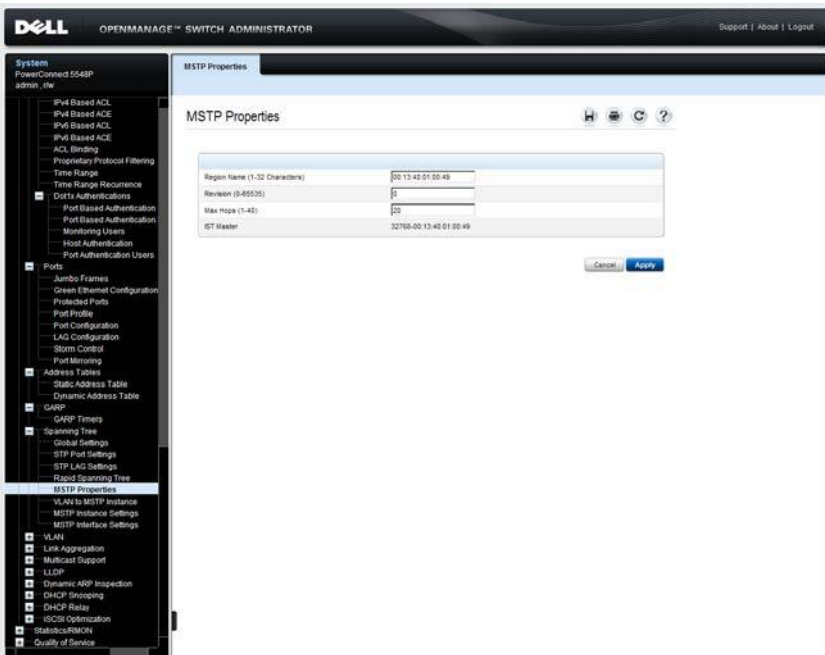 DELL
OPENMANAGE™ SWITCH ADMINISTRATOR
Support | About | Logout
System
PowerConnect 5548P
admin , r/w
IPv4 Based ACL
IPv4 Based ACE
IPv6 Based ACL
IPv6 Based ACE
ACL Binding
Proprietary Protocol Filtering
Time Range
Time Range Recurrence
Dot1x Authentications
Port Based Authentication
Port Based Authentication
Monitoring Users
Host Authentication
Port Authentication Users
Ports
Jumbo Frames
Green Ethernet Configuration
Protected Ports
Port Profile
Port Configuration
LAG Configuration
Storm Control
Port Mirroring
Address Tables
Static Address Table
Dynamic Address Table
GARP
GARP Timers
Spanning Tree
Global Settings
STP Port Settings
STP LAG Settings
Rapid Spanning Tree
MSTP Properties
VLAN to MSTP Instance
MSTP Instance Settings
MSTP Interface Settings
VLAN
Link Aggregation
Multicast Support
LLDP
Dynamic ARP Inspection
DHCP Snooping
DHCP Relay
iSCSI Optimization
Statistics/RMON
Quality of Service
MSTP Properties
MSTP Properties
?
Region Name (1-32 Characters) 00:13:40:01:00:49
Revision (0-65535) 0
Max Hops (1-40) 20
IST Master 32768-00:13:40:01:00:49
Cancel Apply